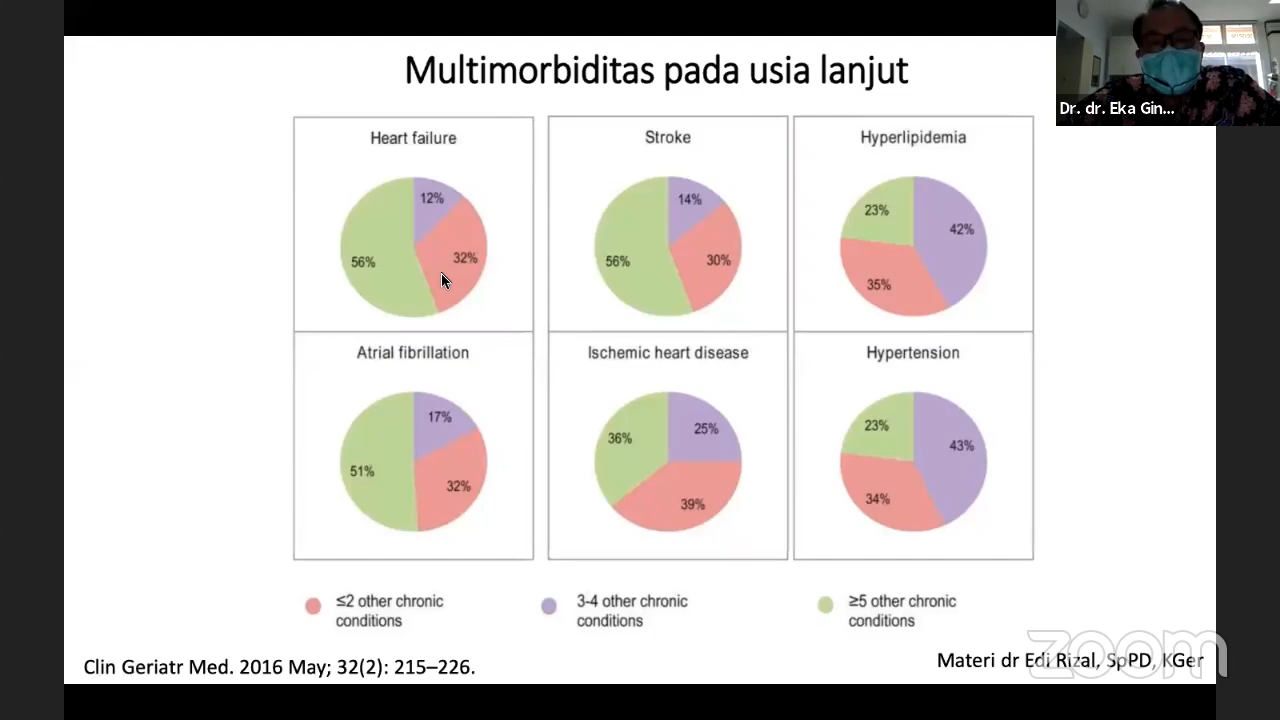 Multimorbiditas pada usia lanjut
Dr. dr. Eka Gin...
Heart failure
12%
32%
56%
Stroke
14%
30%
56%
Hyperlipidemia
23%
42%
35%
Atrial fibrillation
17%
51%
32%
Ischemic heart disease
25%
36%
39%
Hypertension
23%
43%
34%
≤2 other chronic
conditions
3-4 other chronic
conditions
≥5 other chronic
conditions
Clin Geriatr Med. 2016 May; 32(2): 215–226.
Materi dr Edi Rizal, SpPD, KGer
zoom